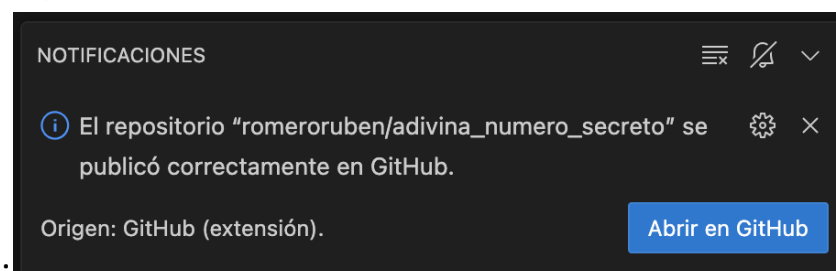 NOTIFICACIONES
El repositorio “romeroruben/adivina_numero_secreto” se
publicó correctamente en GitHub.
Origen: GitHub (extensión).
Abrir en GitHub
.